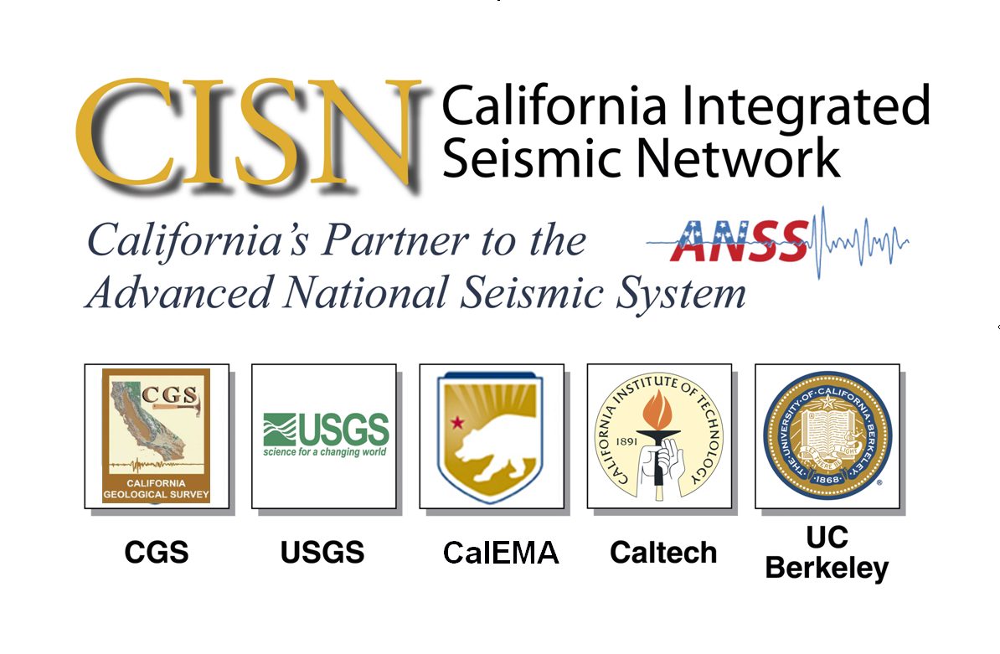 CISN
California Integrated
Seismic Network
California's Partner to the
Advanced National Seismic System
ANSS
CGS
CALIFORNIA
GEOLOGICAL SURVEY
USGS
science for a changing world
CALIFORNIA INSTITUTE OF TECHNOLOGY
1891
·THE·UNIVERSITY·OF·CALIFORNIA·BERKELEY·
LET THERE BE LIGHT
·1868·
®
CGS
USGS
CalEMA
Caltech
UC
Berkeley